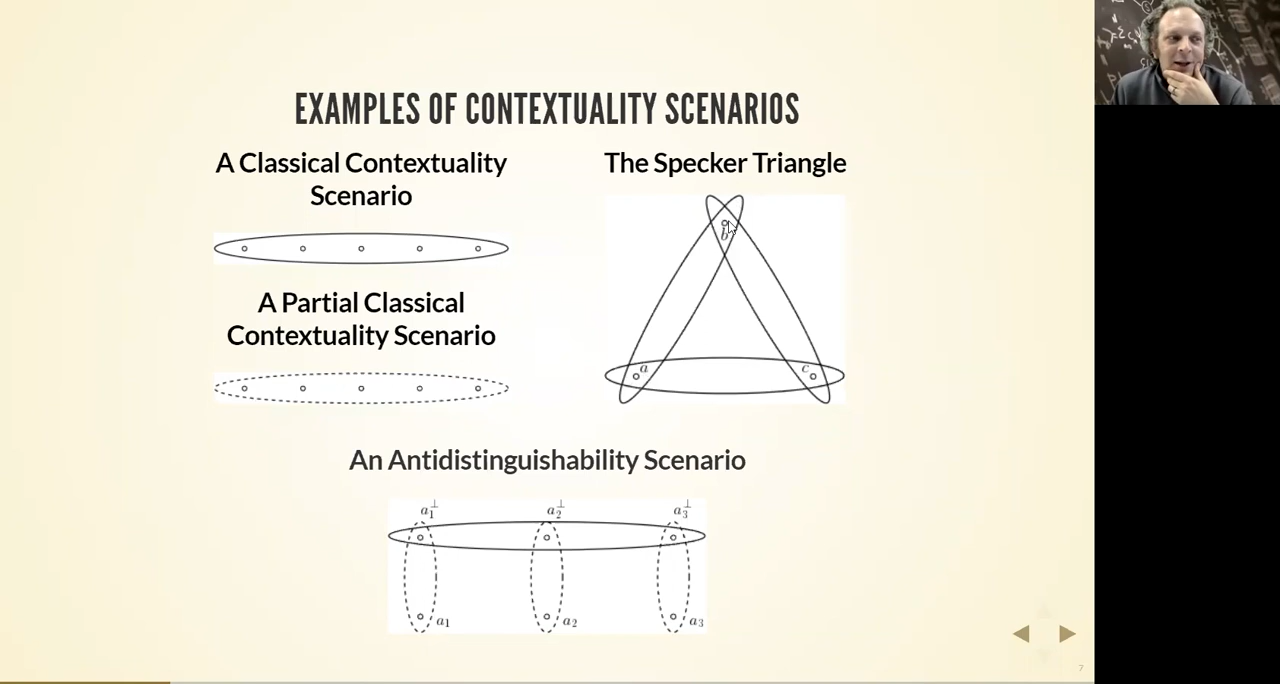 EXAMPLES OF CONTEXTUALITY SCENARIOS
A Classical Contextuality
Scenario
A Partial Classical
Contextuality Scenario
The Specker Triangle
b
a
c
An Antidistinguishability Scenario
a₁⊥ a₂⊥ a₃⊥
a₁ a₂ a₃
7